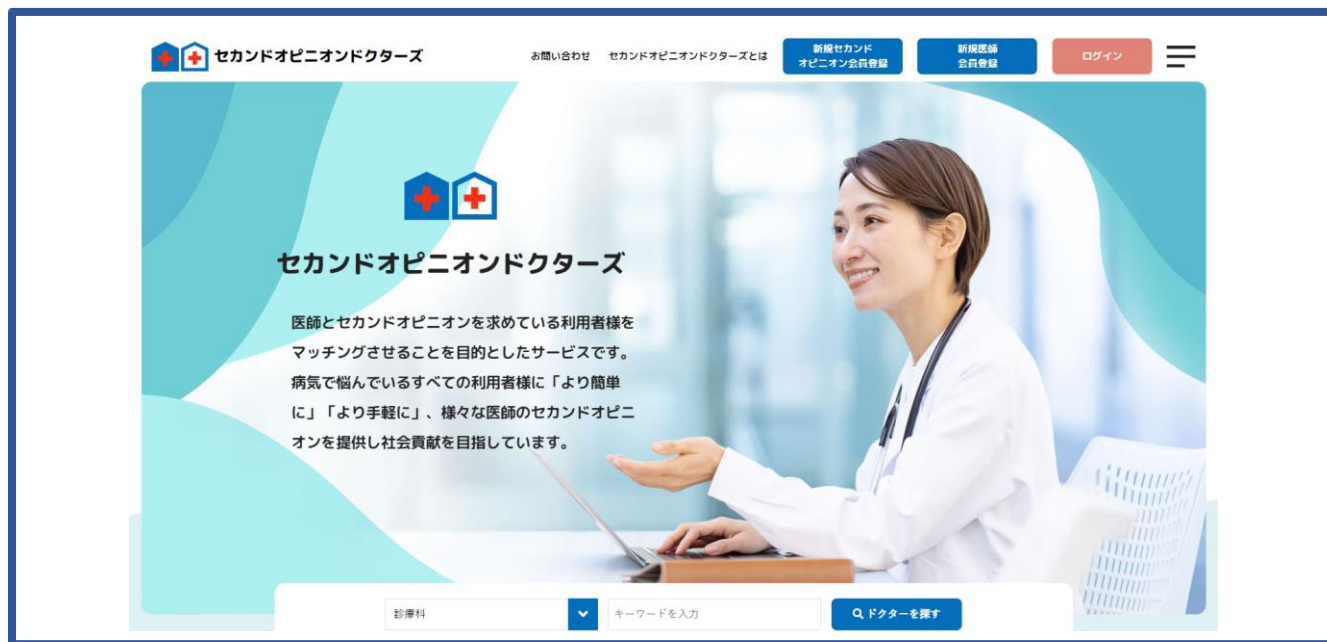 セカンドオピニオンドクターズ
お問い合わせ
セカンドオピニオンドクターズとは
新規セカンド
オピニオン会員登録
新規医師
会員登録
ログイン
セカンドオピニオンドクターズ
医師とセカンドオピニオンを求めている利用者様を
マッチングさせることを目的としたサービスです。
病気で悩んでいるすべての利用者様に「より簡単
に」「より手軽に」、様々な医師のセカンドオピニ
オンを提供し社会貢献を目指しています。
診療科
キーワードを入力
ドクターを探す